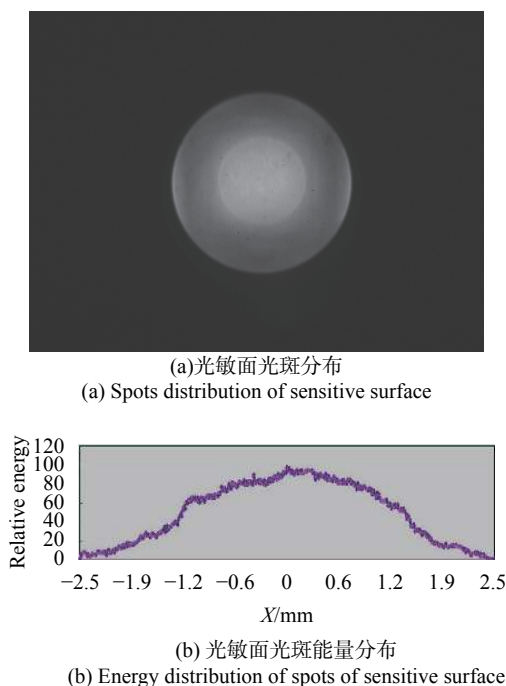 (a)光敏面光斑分布
(a) Spots distribution of sensitive surface
Relative energy
120
100
80
60
40
20
0
−2.5 −1.9 −1.2 −0.6 0 0.6 1.2 1.9 2.5
X/mm
(b) 光敏面光斑能量分布
(b) Energy distribution of spots of sensitive surface